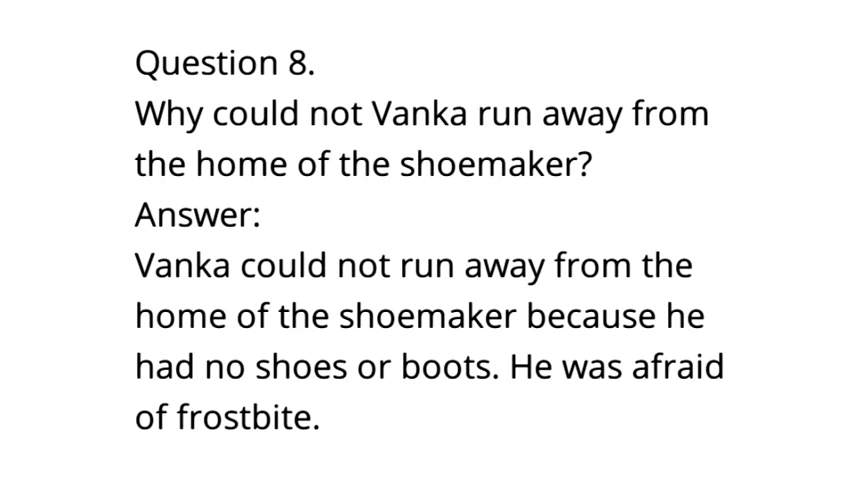 Question 8.
Why could not Vanka run away from
the home of the shoemaker?
Answer:
Vanka could not run away from the
home of the shoemaker because he
had no shoes or boots. He was afraid
of frostbite.